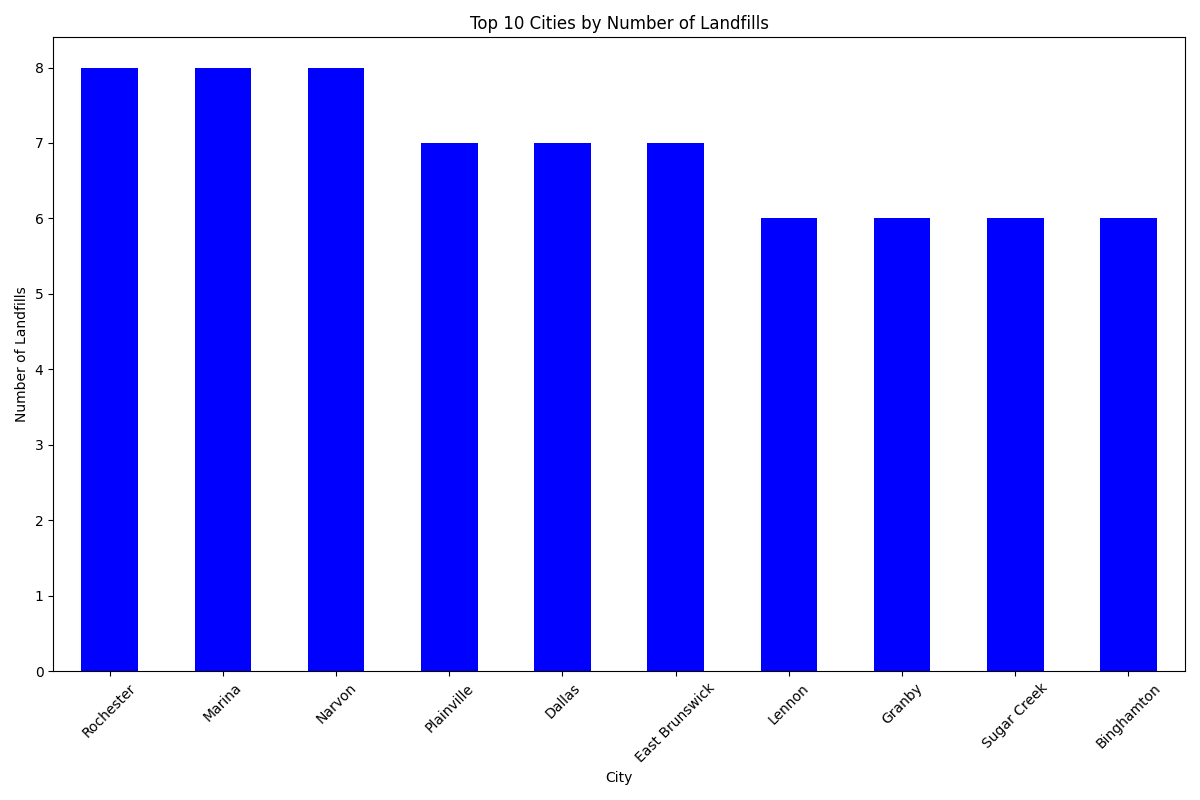 Top 10 Cities by Number of Landfills
Number of Landfills
8
7
6
5
4
3
2
1
0
Rochester
Marina
Narvon
Plainville
Dallas
East Brunswick
Lennon
Granby
Sugar Creek
Binghamton
City